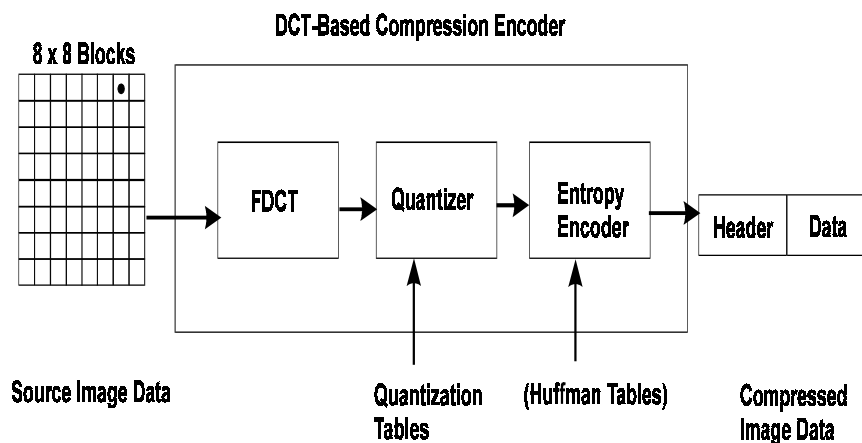 DCT-Based Compression Encoder
8 x 8 Blocks
FDCT
Quantizer
Entropy
Encoder
Header
Data
Source Image Data
Quantization
Tables
(Huffman Tables)
Compressed
Image Data